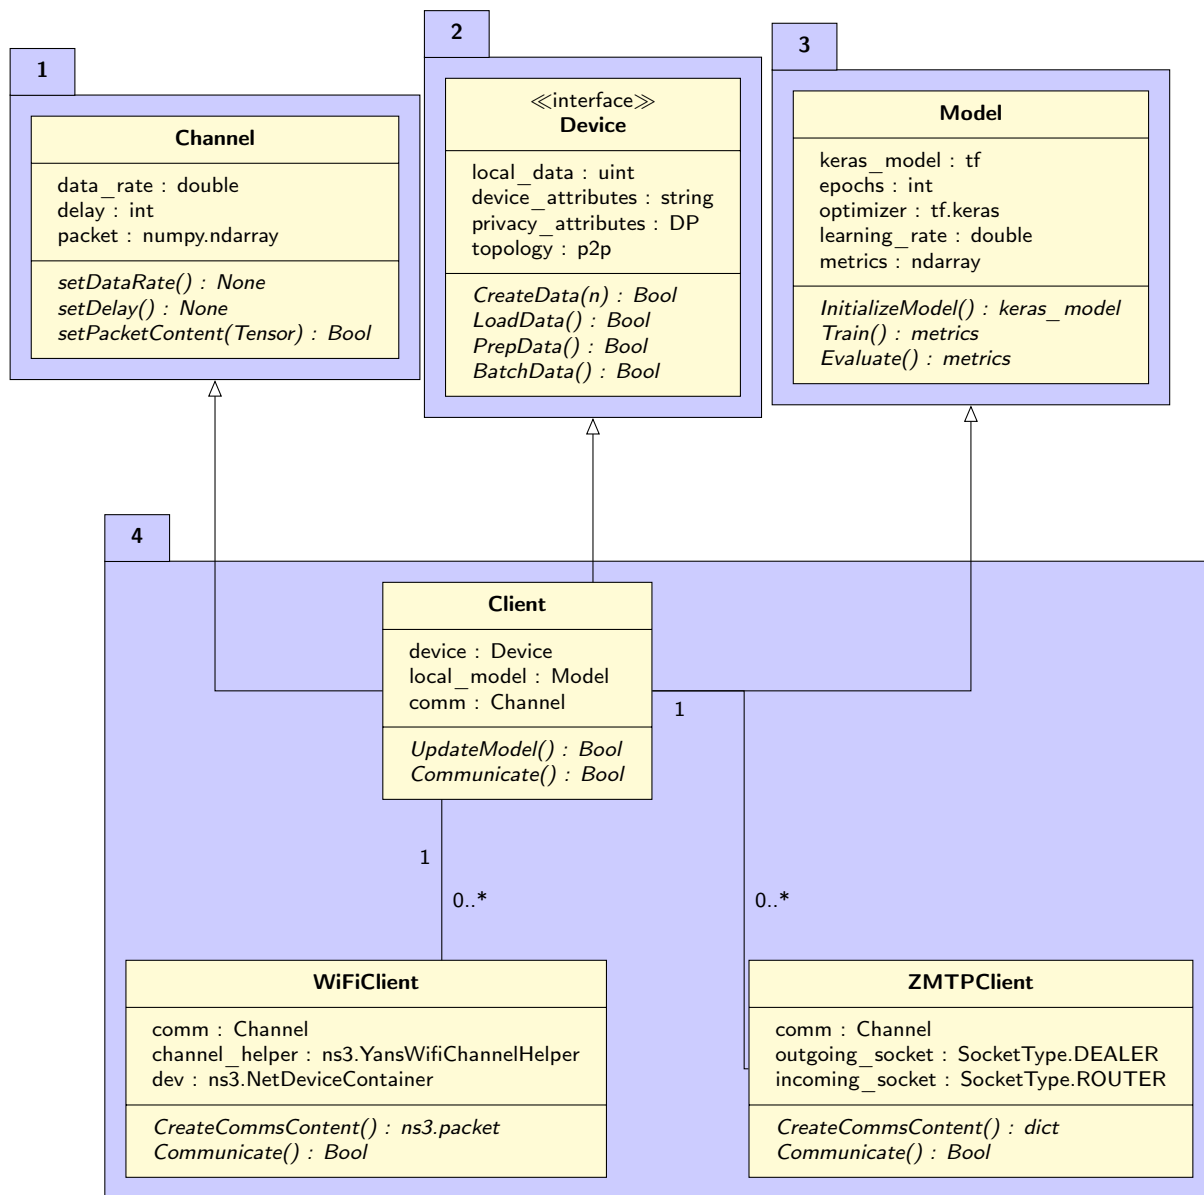 1
Channel
data_rate : double
delay : int
packet : numpy.ndarray
setDataRate() : None
setDelay() : None
setPacketContent(Tensor) : Bool
2
≪interface≫
Device
local_data : uint
device_attributes : string
privacy_attributes : DP
topology : p2p
CreateData(n) : Bool
LoadData() : Bool
PrepData() : Bool
BatchData() : Bool
3
Model
keras_model : tf
epochs : int
optimizer : tf.keras
learning_rate : double
metrics : ndarray
InitializeModel() : keras_model
Train() : metrics
Evaluate() : metrics
4
Client
device : Device
local_model : Model
comm : Channel
UpdateModel() : Bool
Communicate() : Bool
1
1
0..*
0..*
WiFiClient
comm : Channel
channel_helper : ns3.YansWifiChannelHelper
dev : ns3.NetDeviceContainer
CreateCommsContent() : ns3.packet
Communicate() : Bool
ZMTPClient
comm : Channel
outgoing_socket : SocketType.DEALER
incoming_socket : SocketType.ROUTER
CreateCommsContent() : dict
Communicate() : Bool